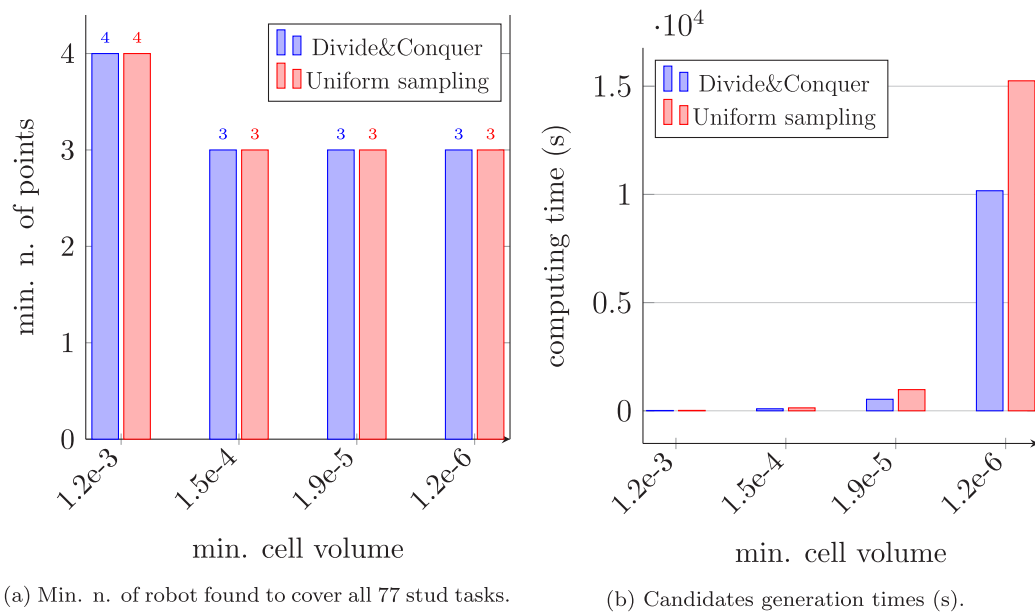 4 4
3 3
3 3
3 3
Divide&Conquer
Uniform sampling
4
3
2
1
0
min. n. of points
1.2e-3
1.5e-4
1.9e-5
1.2e-6
min. cell volume
(a) Min. n. of robot found to cover all 77 stud tasks.
·10⁴
Divide&Conquer
Uniform sampling
1.5
1
0.5
0
computing time (s)
1.2e-3
1.5e-4
1.9e-5
1.2e-6
min. cell volume
(b) Candidates generation times (s).